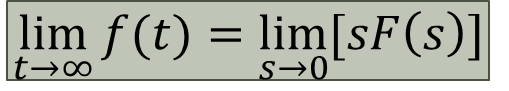 lim t→∞ f(t) = lim s→0 [sF(s)]